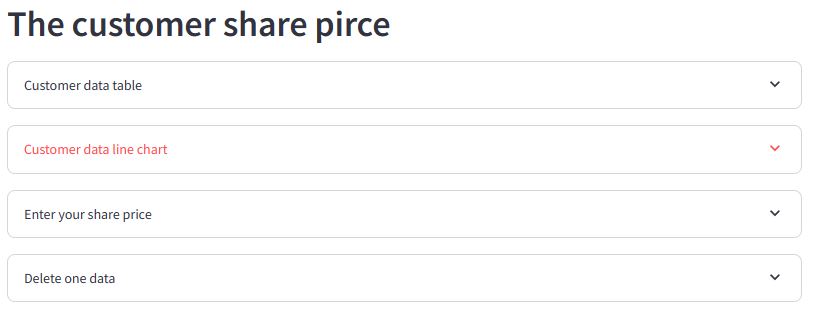 The customer share pirce
Customer data table
Customer data line chart
Enter your share price
Delete one data